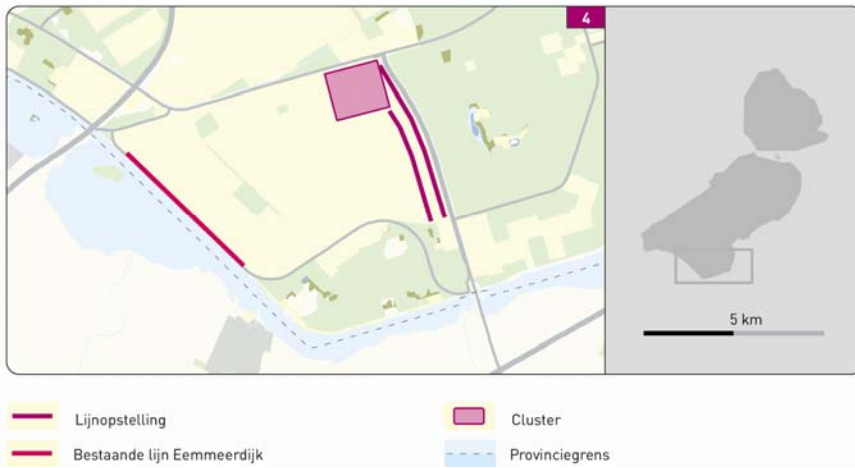 4
5 km
Lijnopstelling
Cluster
Bestaande lijn Eemmeerdijk
Provinciegrens